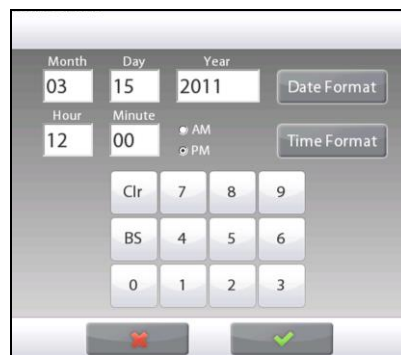 Month Day Year
03 15 2011 Date Format
Hour Minute
12 00 AM
PM Time Format
Clr 7 8 9
BS 4 5 6
0 1 2 3